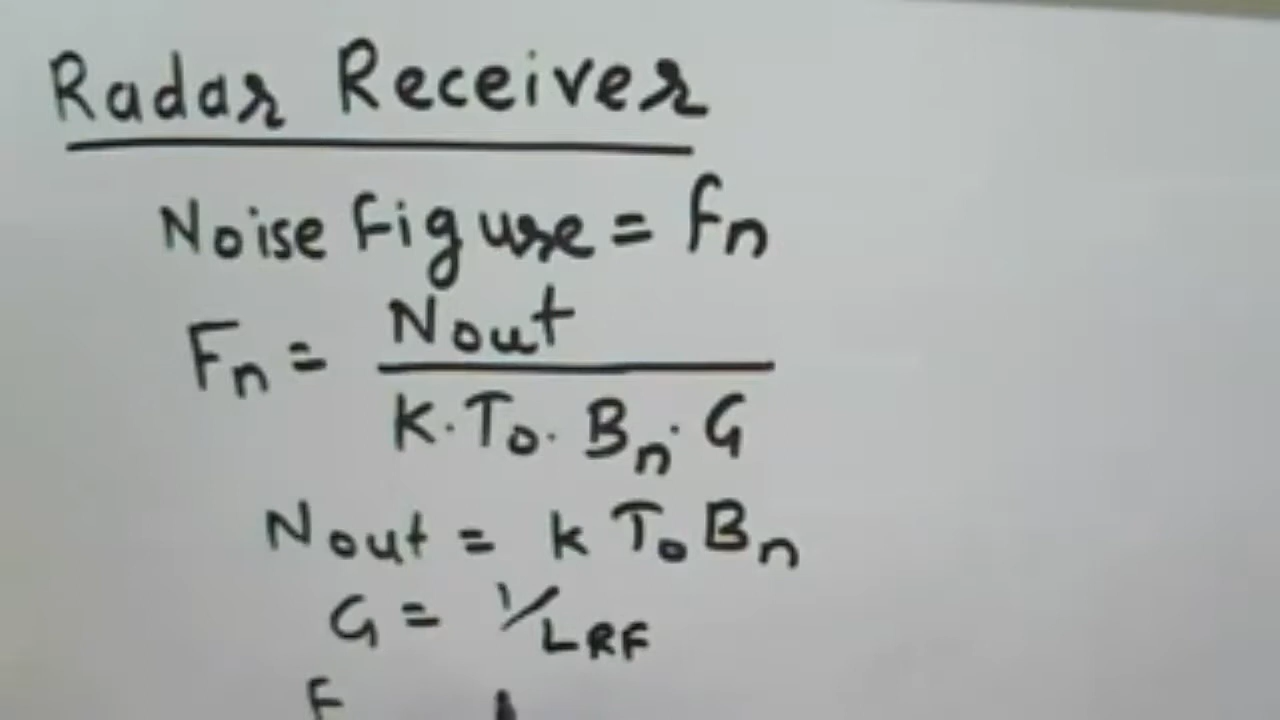 Radar Receiver
Noise Figure = Fn
Fn = Nout / K.To.Bn.G
Nout = k To Bn
G = 1/LRF
F